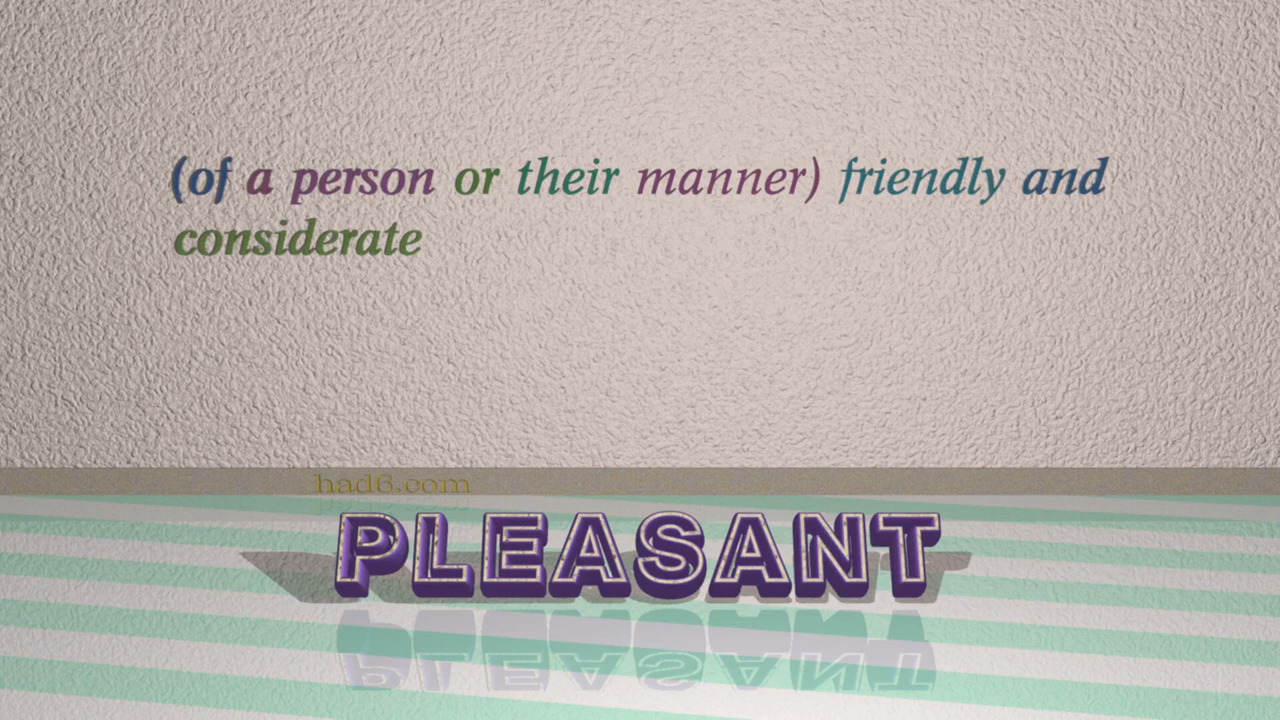 (of a person or their manner) friendly and
considerate
had6.com
PLEASANT